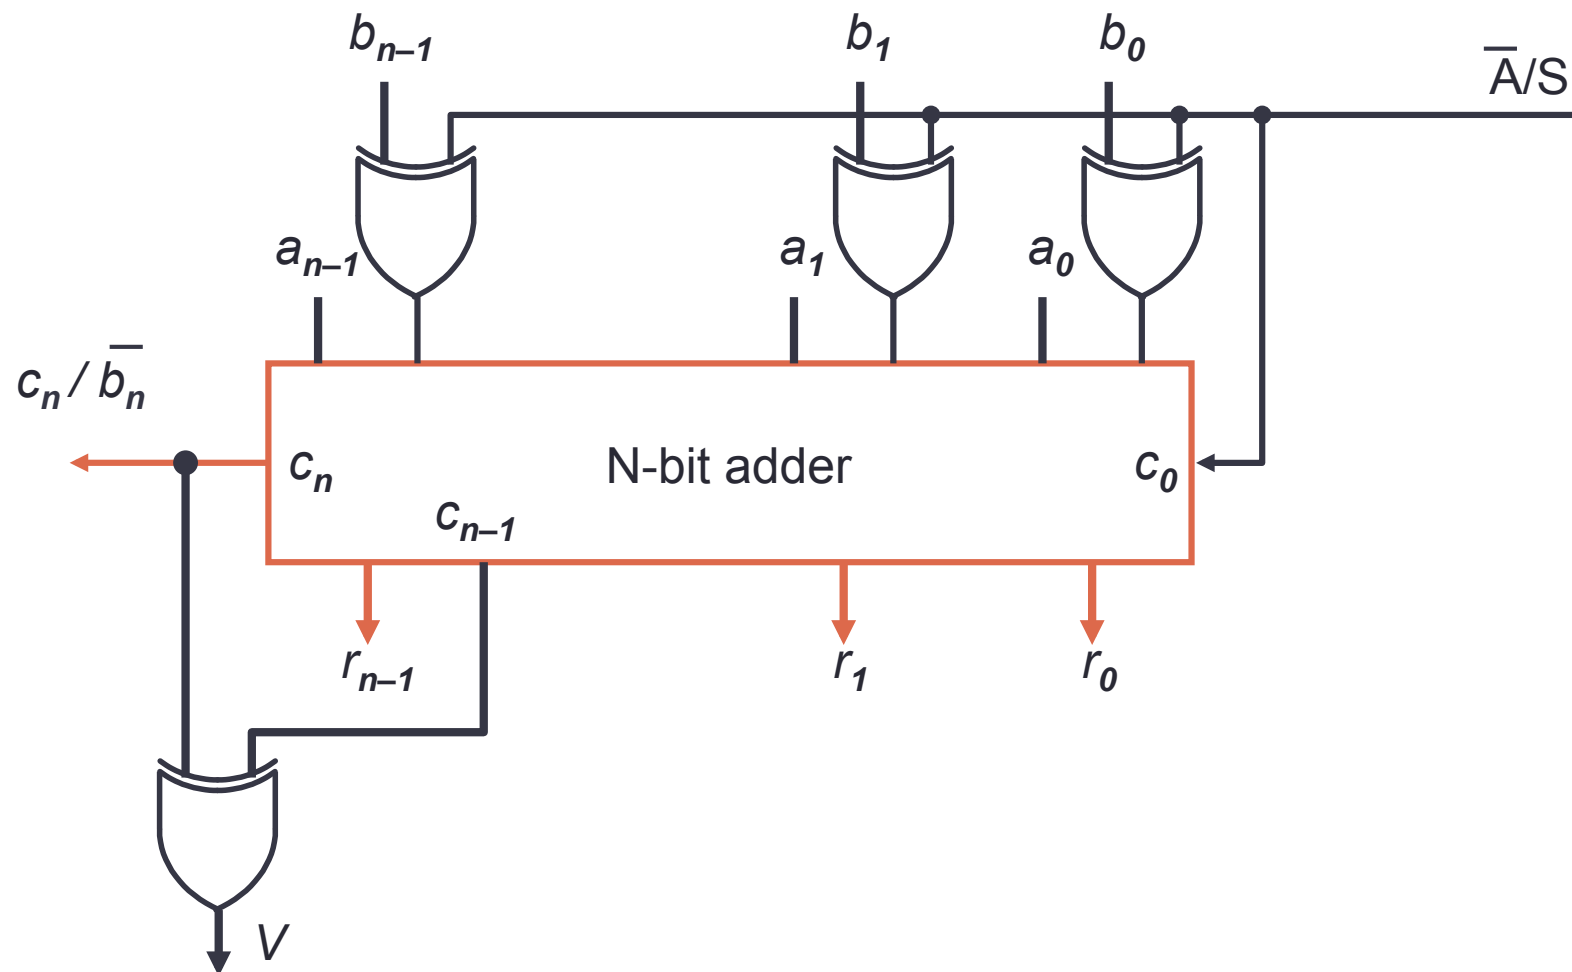 bₙ₋₁ b₁ b₀
A̅/S
aₙ₋₁ a₁ a₀
cₙ / b̅ₙ
cₙ N-bit adder c₀
cₙ₋₁
rₙ₋₁ r₁ r₀
V